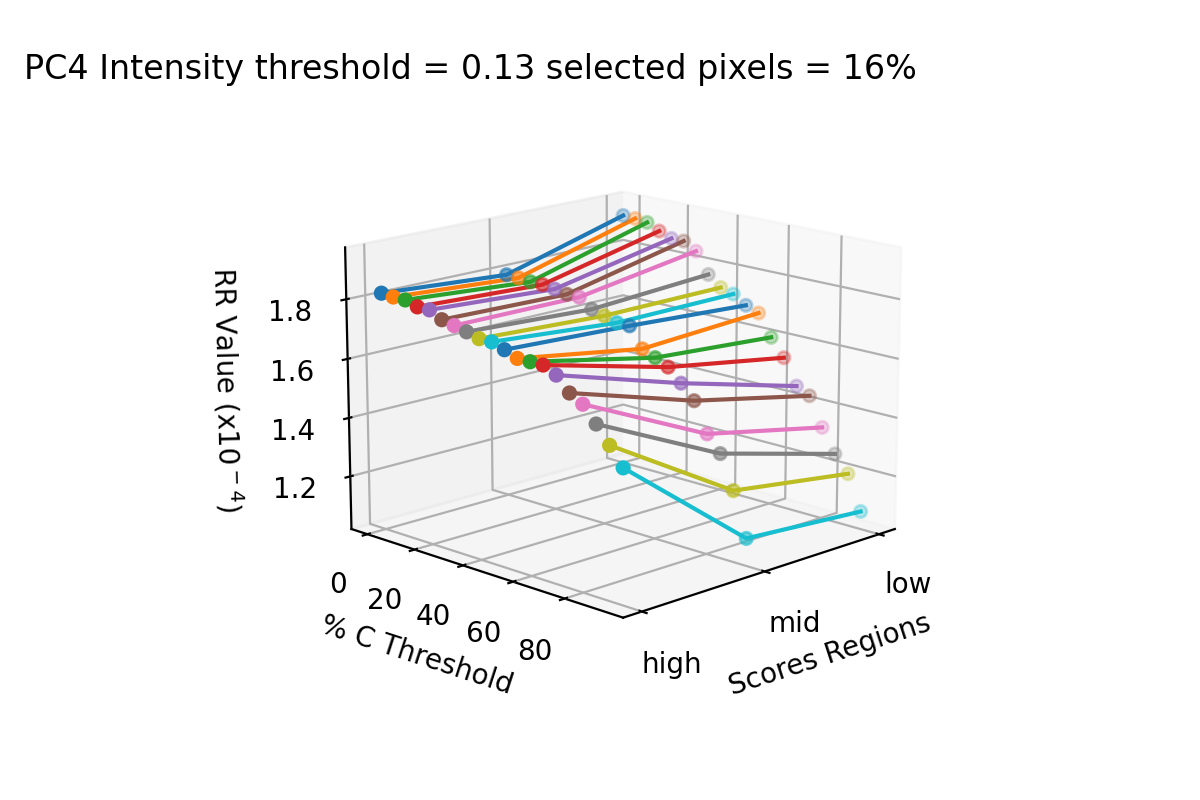 PC4 Intensity threshold = 0.13 selected pixels = 16%
RR Value (x10⁻⁴)
1.8
1.6
1.4
1.2
0
20
40
60
80
% C Threshold
high
mid
low
Scores Regions